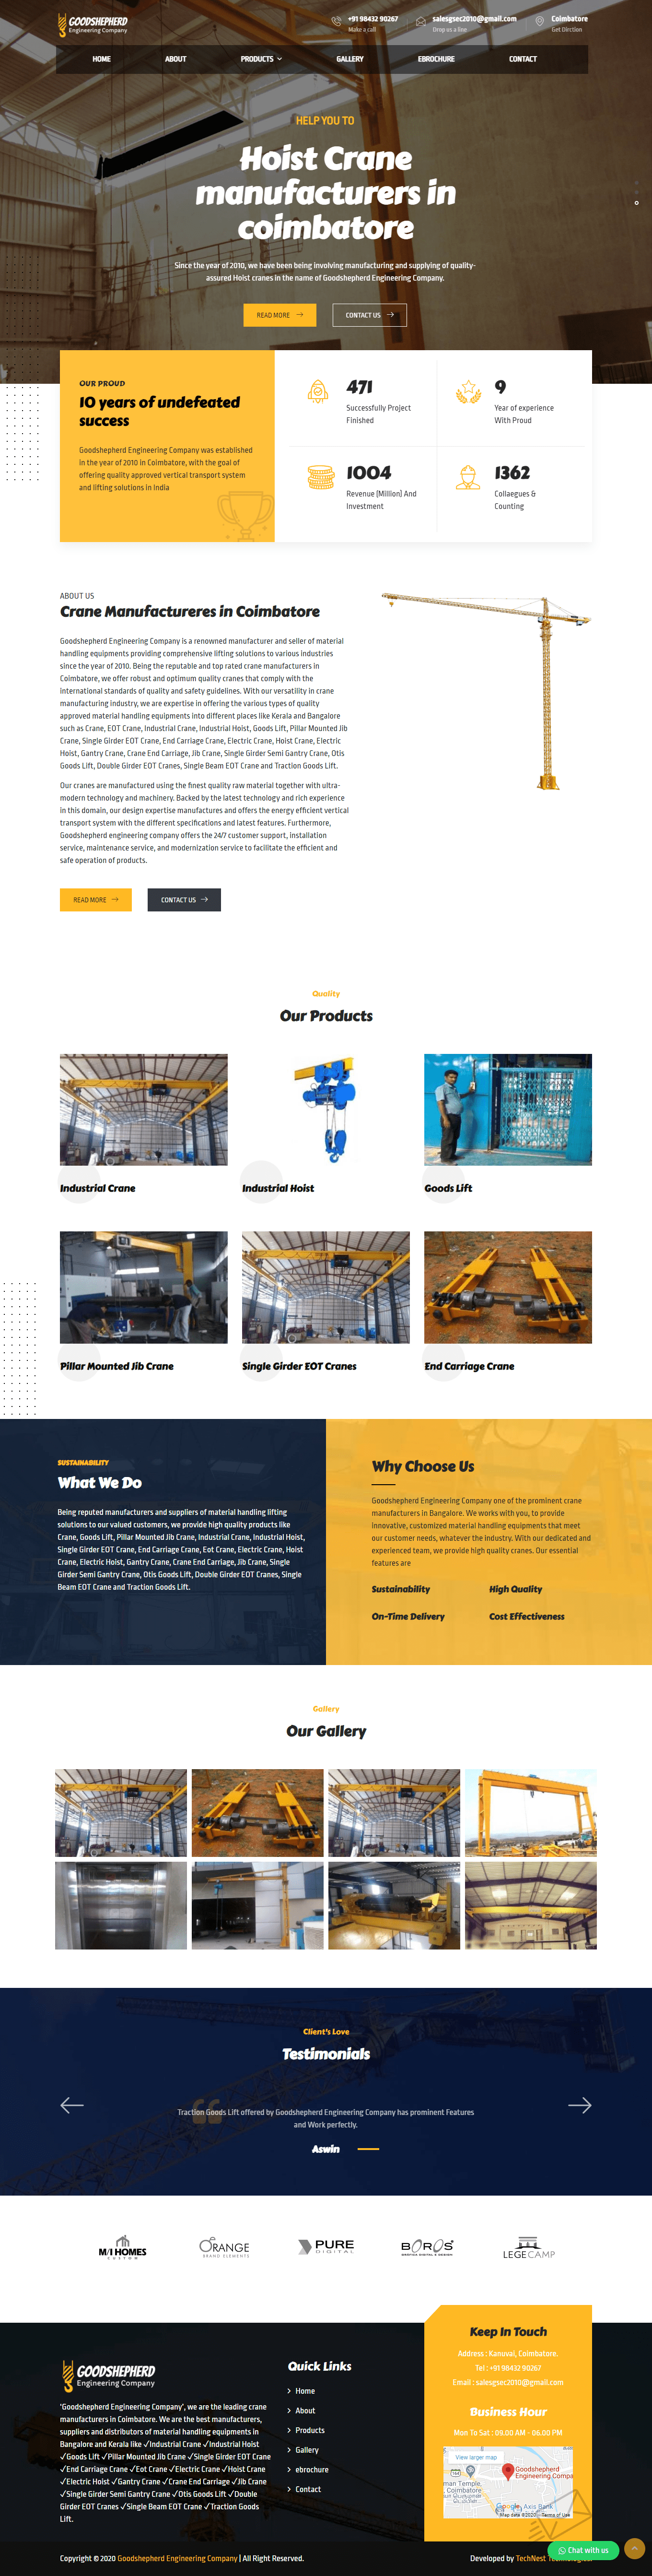 GOODSHEPHERD
Engineering Company
+91 98432 90267
Make a call
salesgsec2010@gmail.com
Drop us a line
Coimbatore
Get Dirction
HOME
ABOUT
PRODUCTS
GALLERY
EBROCHURE
CONTACT
HELP YOU TO
Hoist Crane
manufacturers in
coimbatore
Since the year of 2010, we have been being involving manufacturing and supplying of quality-
assured Hoist cranes in the name of Goodshepherd Engineering Company.
READ MORE
CONTACT US
OUR PROUD
10 years of undefeated
success
Goodshepherd Engineering Company was established
in the year of 2010 in Coimbatore, with the goal of
offering quality approved vertical transport system
and lifting solutions in India
471
Successfully Project
Finished
9
Year of experience
With Proud
1004
Revenue (Million) And
Investment
1362
Collaegues &
Counting
ABOUT US
Crane Manufactureres in Coimbatore
Goodshepherd Engineering Company is a renowned manufacturer and seller of material
handling equipments providing comprehensive lifting solutions to various industries
since the year of 2010. Being the reputable and top rated crane manufacturers in
Coimbatore, we offer robust and optimum quality cranes that comply with the
international standards of quality and safety guidelines. With our versatility in crane
manufacturing industry, we are expertise in offering the various types of quality
approved material handling equipments into different places like Kerala and Bangalore
such as Crane, EOT Crane, Industrial Crane, Industrial Hoist, Goods Lift, Pillar Mounted Jib
Crane, Single Girder EOT Crane, End Carriage Crane, Electric Crane, Hoist Crane, Electric
Hoist, Gantry Crane, Crane End Carriage, Jib Crane, Single Girder Semi Gantry Crane, Otis
Goods Lift, Double Girder EOT Cranes, Single Beam EOT Crane and Traction Goods Lift.
Our cranes are manufactured using the finest quality raw material together with ultra-
modern technology and machinery. Backed by the latest technology and rich experience
in this domain, our design expertise manufactures and offers the energy efficient vertical
transport system with the different specifications and latest features. Furthermore,
Goodshepherd engineering company offers the 24/7 customer support, installation
service, maintenance service, and modernization service to facilitate the efficient and
safe operation of products.
READ MORE
CONTACT US
Quality
Our Products
Industrial Crane
Industrial Hoist
Goods Lift
Pillar Mounted Jib Crane
Single Girder EOT Cranes
End Carriage Crane
SUSTAINABILITY
What We Do
Being reputed manufacturers and suppliers of material handling lifting
solutions to our valued customers, we provide high quality products like
Crane, Goods Lift, Pillar Mounted Jib Crane, Industrial Crane, Industrial Hoist,
Single Girder EOT Crane, End Carriage Crane, Eot Crane, Electric Crane, Hoist
Crane, Electric Hoist, Gantry Crane, Crane End Carriage, Jib Crane, Single
Girder Semi Gantry Crane, Otis Goods Lift, Double Girder EOT Cranes, Single
Beam EOT Crane and Traction Goods Lift.
Why Choose Us
Goodshepherd Engineering Company one of the prominent crane
manufacturers in Bangalore. We works with you, to provide
innovative, customized material handling equipments that meet
our customer needs, whatever the industry. With our dedicated and
experienced team, we provide high quality cranes. Our essential
features are
Sustainability
High Quality
On-Time Delivery
Cost Effectiveness
Gallery
Our Gallery
Client's Love
Testimonials
Traction Goods Lift offered by Goodshepherd Engineering Company has prominent Features
and Work perfectly.
Aswin
M/I HOMES
CUSTOM
ORANGE
BRAND ELEMENTS
PURE
DIGITAL
BOROS
GRÁFICA DIGITAL E DESIGN
LEGECAMP
GOODSHEPHERD
Engineering Company
'Goodshepherd Engineering Company', we are the leading crane
manufacturers in Coimbatore. We are the best manufacturers,
suppliers and distributors of material handling equipments in
Bangalore and Kerala like ✓Industrial Crane ✓Industrial Hoist
✓Goods Lift ✓Pillar Mounted Jib Crane ✓Single Girder EOT Crane
✓End Carriage Crane ✓Eot Crane ✓Electric Crane ✓Hoist Crane
✓Electric Hoist ✓Gantry Crane ✓Crane End Carriage ✓Jib Crane
✓Single Girder Semi Gantry Crane ✓Otis Goods Lift ✓Double
Girder EOT Cranes ✓Single Beam EOT Crane ✓Traction Goods
Lift.
Quick Links
Home
About
Products
Gallery
ebrochure
Contact
Keep In Touch
Address : Kanuvai, Coimbatore.
Tel : +91 98432 90267
Email : salesgsec2010@gmail.com
Business Hour
Mon To Sat : 09.00 AM - 06.00 PM
View larger map
Goodshepherd
Engineering Compa
man Temple,
Coimbatore
Google
Axis Bank
Map data ©2020
Terms of Use
Copyright © 2020 Goodshepherd Engineering Company | All Right Reserved.
Developed by TechNest
Chat with us